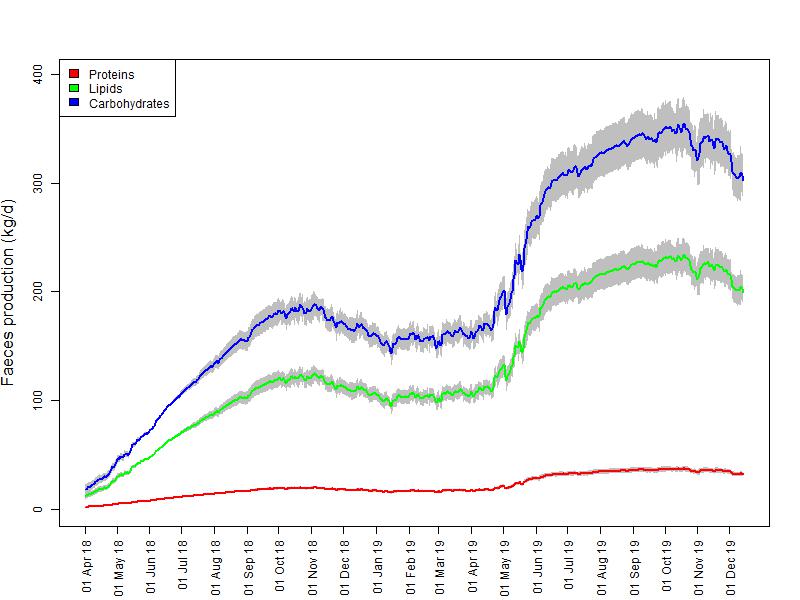 Proteins
Lipids
Carbohydrates
Faeces production (kg/d)
400
300
200
100
0
01 Apr 18
01 May 18
01 Jun 18
01 Jul 18
01 Aug 18
01 Sep 18
01 Oct 18
01 Nov 18
01 Dec 18
01 Jan 19
01 Feb 19
01 Mar 19
01 Apr 19
01 May 19
01 Jun 19
01 Jul 19
01 Aug 19
01 Sep 19
01 Oct 19
01 Nov 19
01 Dec 19